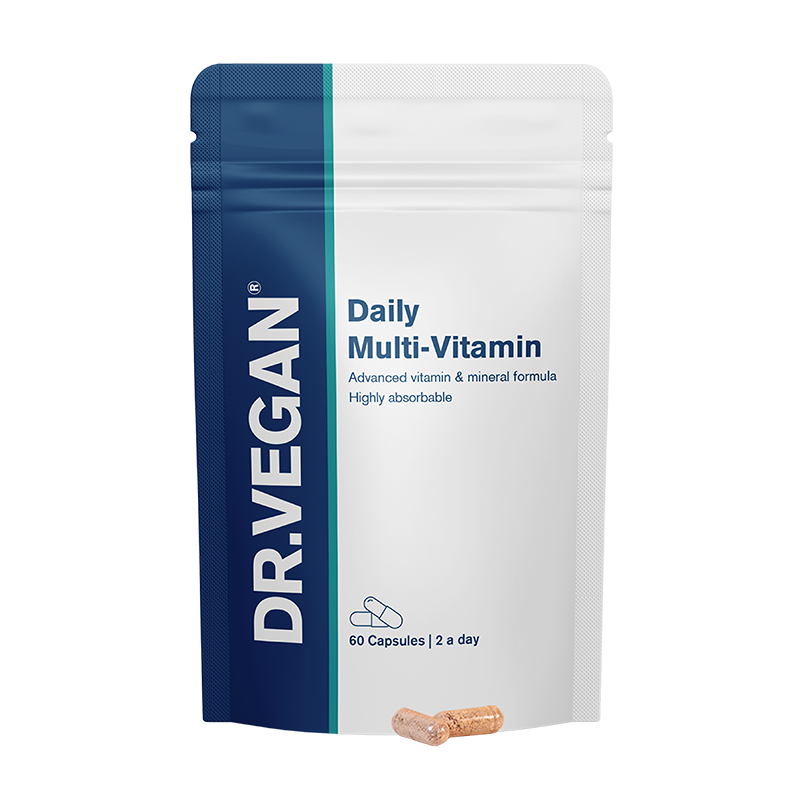 DR.VEGAN®
Daily
Multi-Vitamin
Advanced vitamin & mineral formula
Highly absorbable
60 Capsules | 2 a day